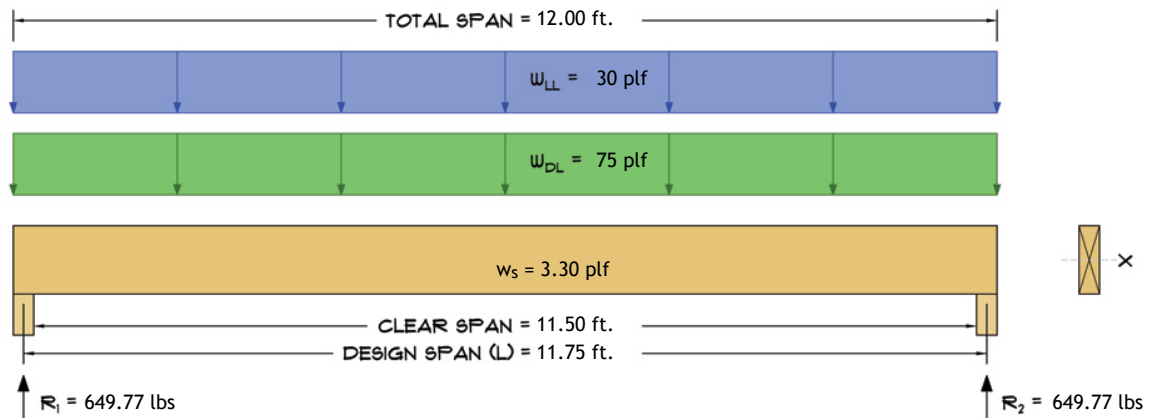 TOTAL SPAN = 12.00 ft.
WLL = 30 plf
WDL = 75 plf
ws = 3.30 plf
X
CLEAR SPAN = 11.50 ft.
DESIGN SPAN (L) = 11.75 ft.
R1 = 649.77 lbs
R2 = 649.77 lbs